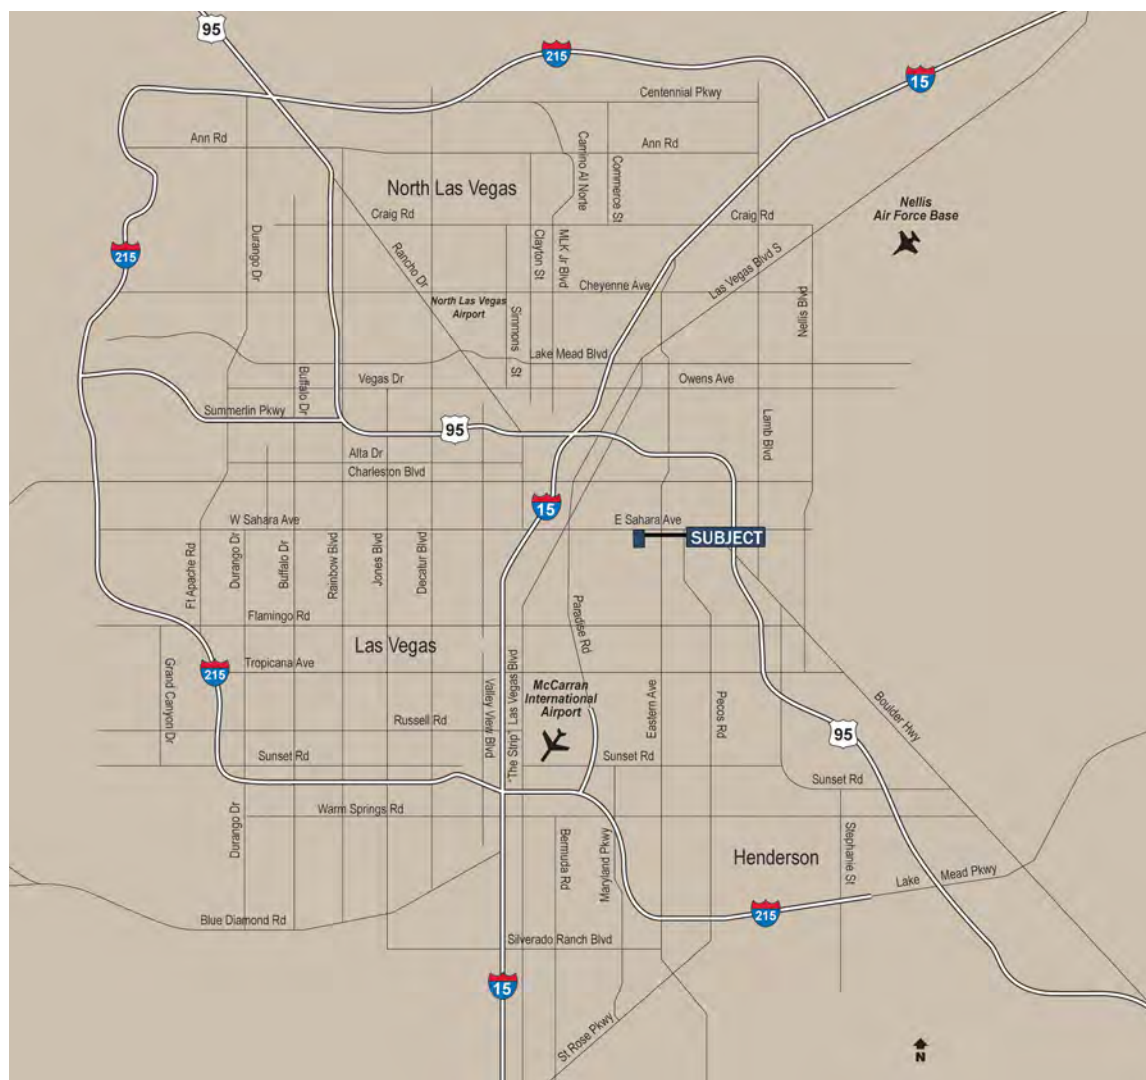 95
215
15
Centennial Pkwy
Ann Rd
Ann Rd
Camino Al Norte
Commerce St
North Las Vegas
Nellis
Air Force Base
Craig Rd
Craig Rd
215
Durango Dr
Rancho Dr
Clayton St
MLK Jr Blvd
Las Vegas Blvd S
Cheyenne Ave
Nellis Blvd
North Las Vegas
Airport
Simmons St
Lake Mead Blvd
Buffalo Dr
Vegas Dr
Owens Ave
Summerlin Pkwy
95
Lamb Blvd
Alta Dr
Charleston Blvd
15
W Sahara Ave
E Sahara Ave
SUBJECT
Ft Apache Rd
Durango Dr
Buffalo Dr
Rainbow Blvd
Jones Blvd
Decatur Blvd
Flamingo Rd
Paradise Rd
Las Vegas
Grand Canyon Dr
215
Tropicana Ave
Valley View Blvd
"The Strip" Las Vegas Blvd
McCarran
International
Airport
Eastern Ave
Pecos Rd
Boulder Hwy
Russell Rd
95
Sunset Rd
Sunset Rd
Sunset Rd
Durango Dr
Warm Springs Rd
Bermuda Rd
Maryland Pkwy
Henderson
Stephanie St
Lake Mead Pkwy
Blue Diamond Rd
215
Silverado Ranch Blvd
15
St Rose Pkwy
N